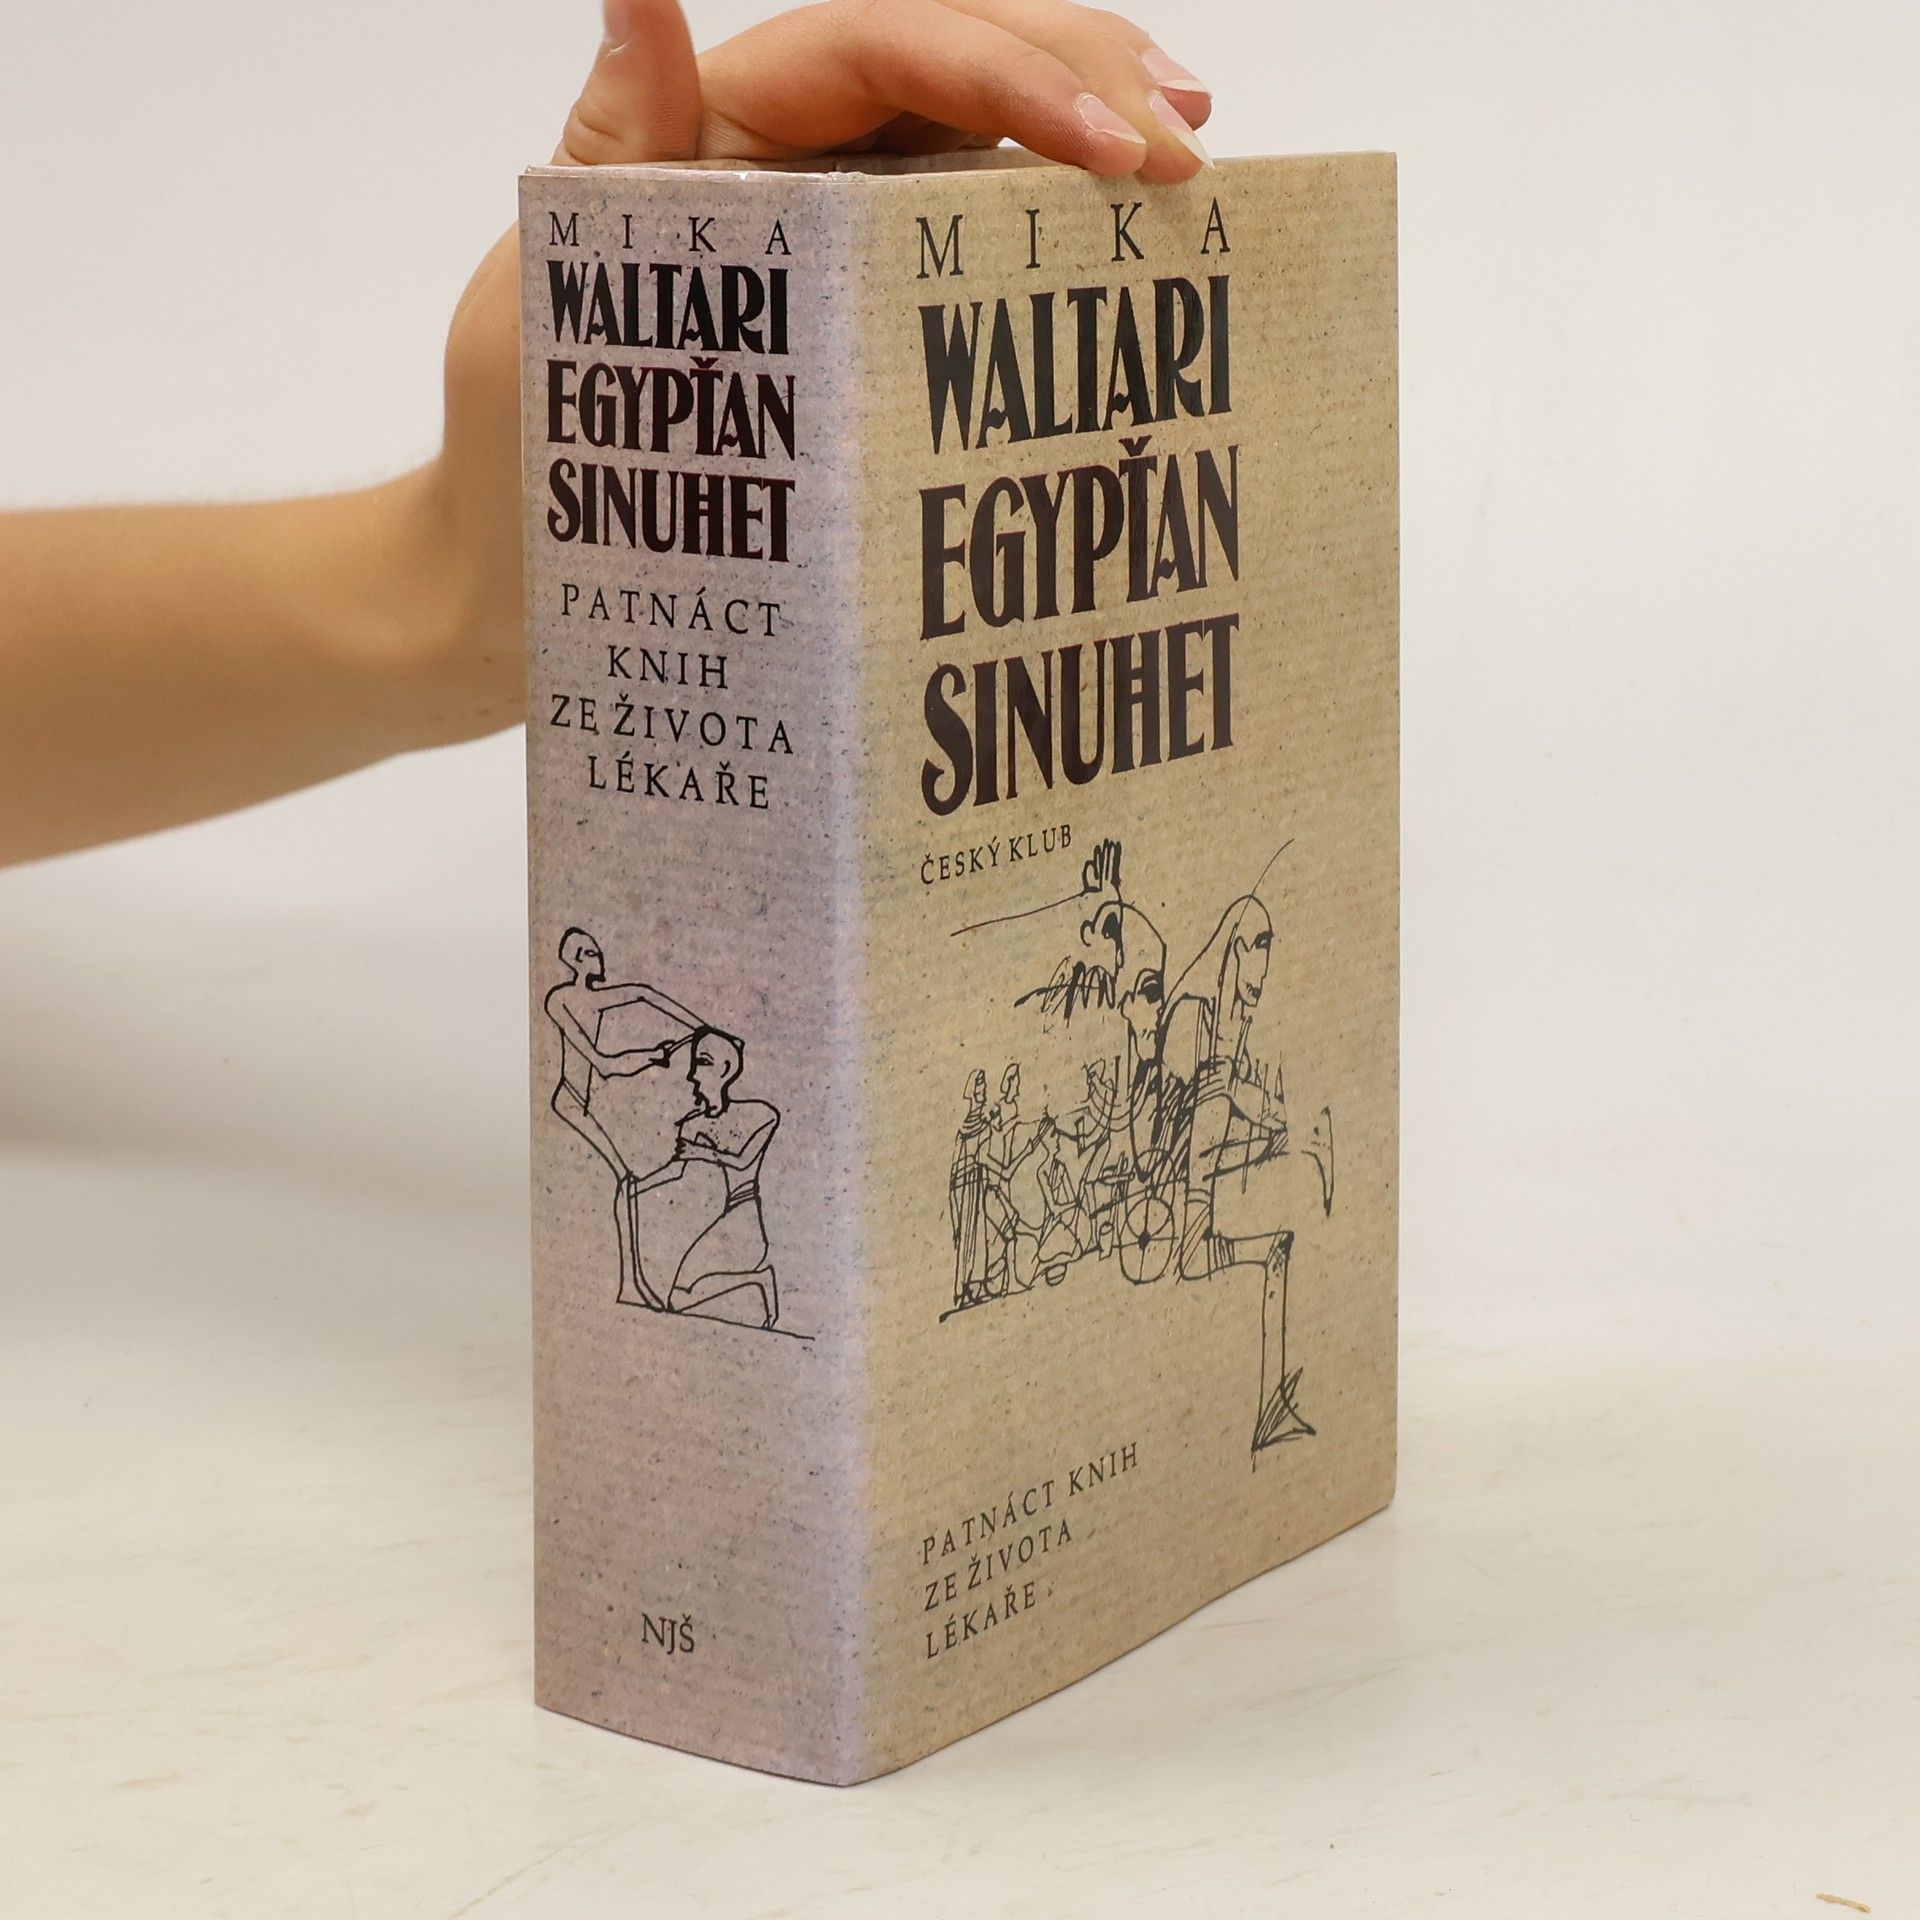 MIKA
WALTARI
EGYPŤAN
SINUHET
PATNÁCT
KNIH
ZE ŽIVOTA
LÉKAŘE
NJŠ
MIKA
WALTARI
EGYPŤAN
SINUHET
ČESKÝ KLUB
PATNÁCT KNIH
ZE ŽIVOTA
LÉKAŘE